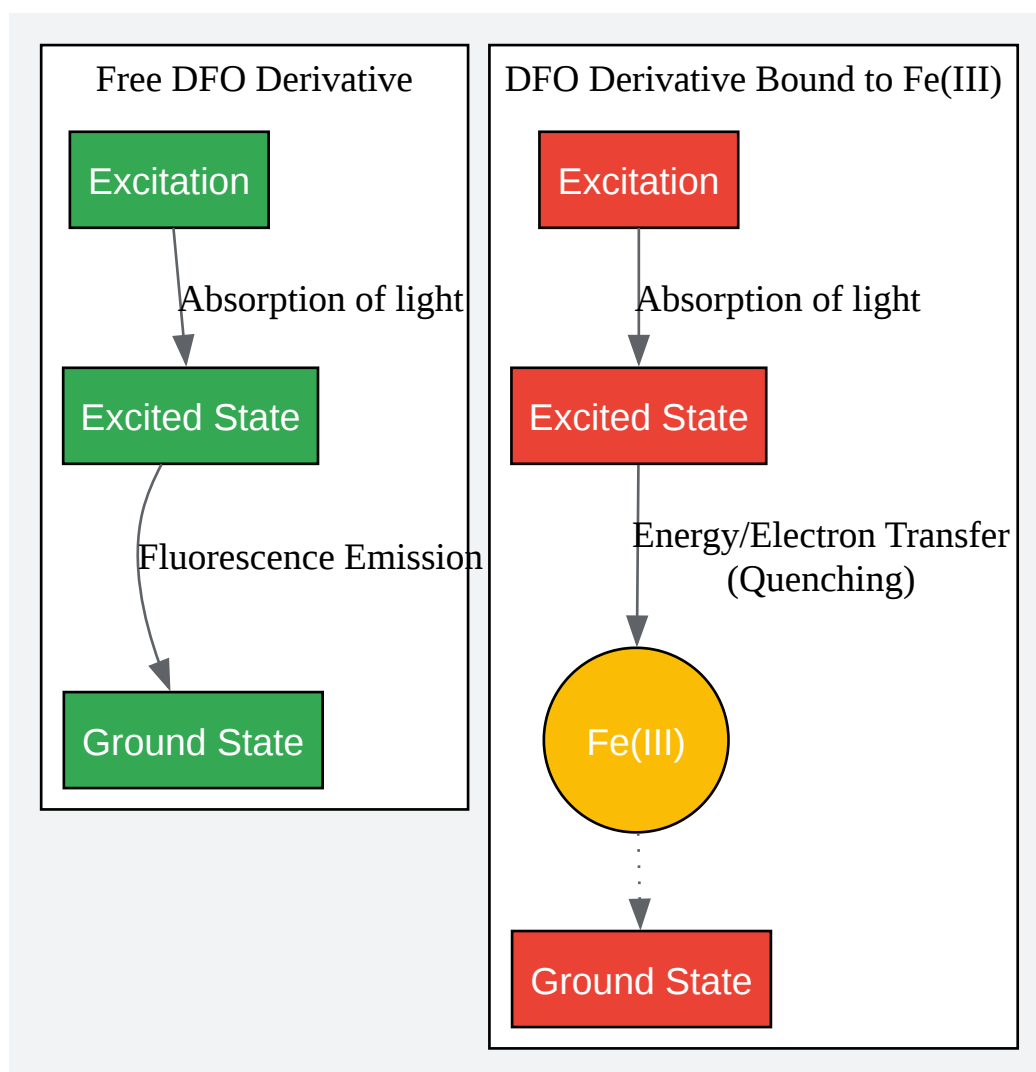 Free DFO Derivative
Excitation
Absorption of light
Excited State
Fluorescence Emission
Ground State
DFO Derivative Bound to Fe(III)
Excitation
Absorption of light
Excited State
Energy/Electron Transfer
(Quenching)
Fe(III)
Ground State